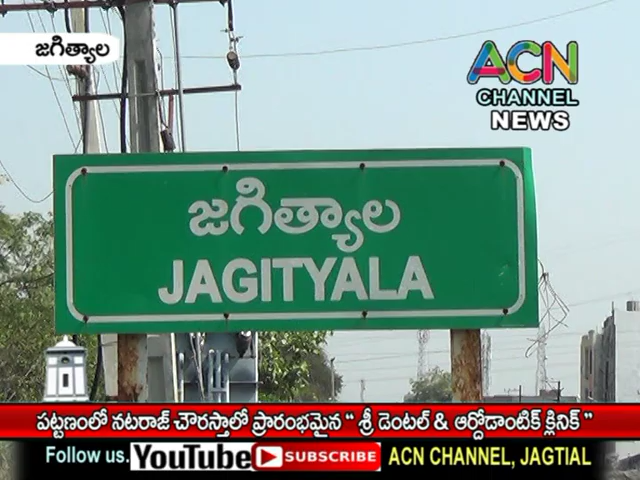 జగిత్యాల
ACN
CHANNEL
NEWS
జగిత్యాల
JAGITYALA
పట్టణంలో నటరాజ్ చౌరస్తాలో ప్రారంభమైన “ శ్రీ డెంటల్ & ఆర్దోడాంటిక్ క్లినిక్ ”
Follow us. YouTube SUBSCRIBE ACN CHANNEL, JAGTIAL